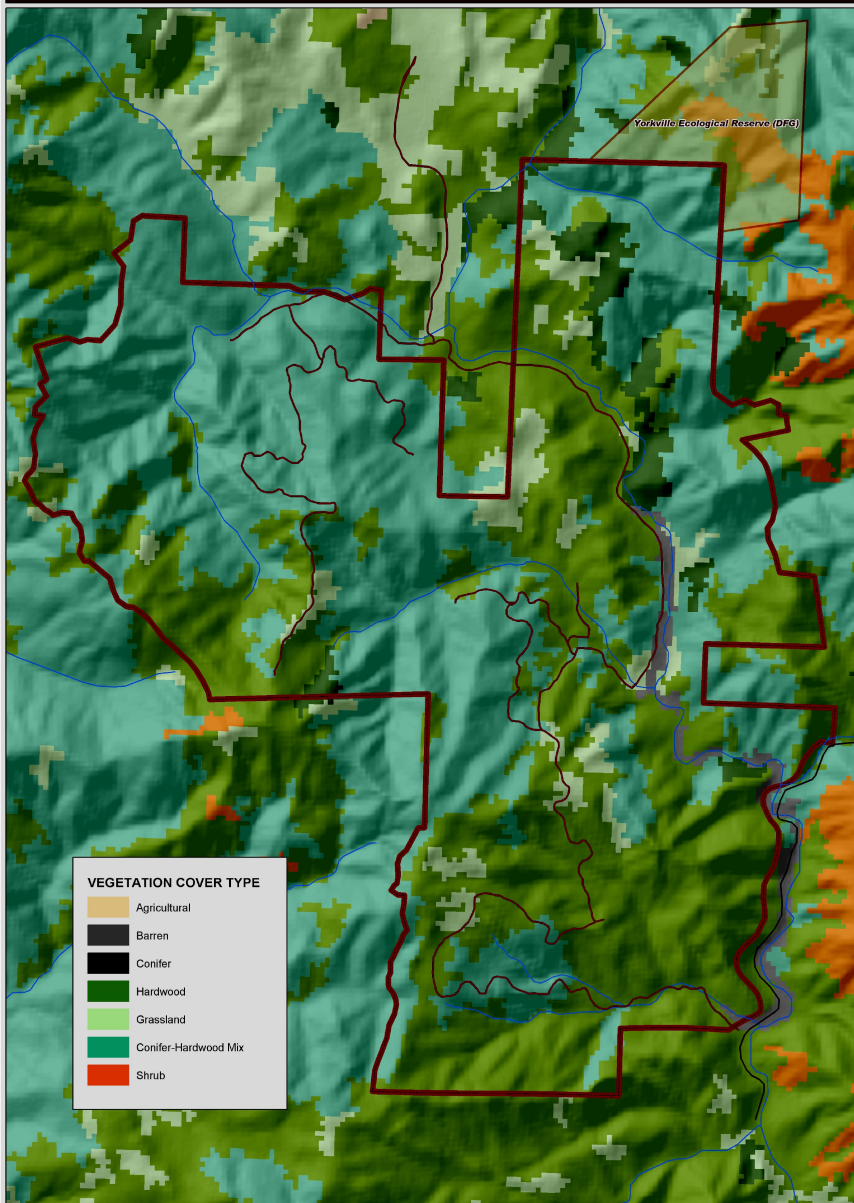 Yorkville Ecological Reserve (DFG)
VEGETATION COVER TYPE
Agricultural
Barren
Conifer
Hardwood
Grassland
Conifer-Hardwood Mix
Shrub